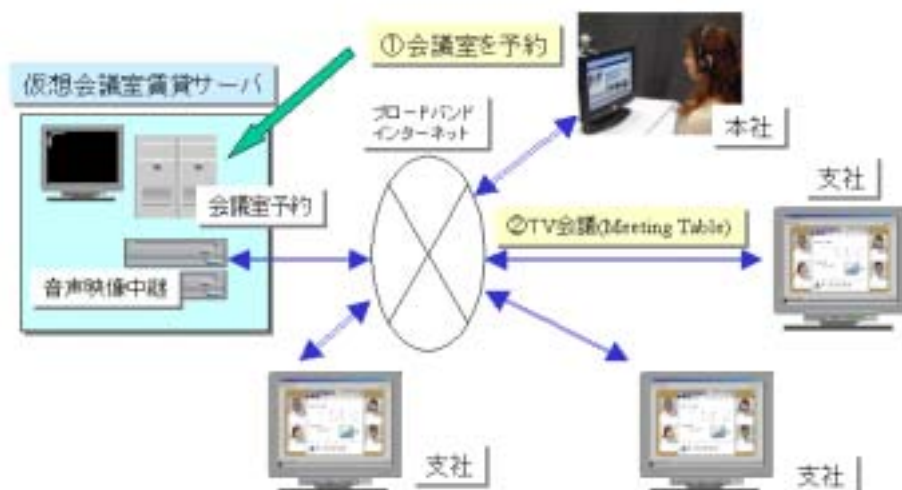 ①会議室を予約
仮想会議室賃貸サーバ
ブロードバンド
インターネット
本社
会議室予約
支社
②TV会議(Meeting Table)
音声映像中継
支社
支社